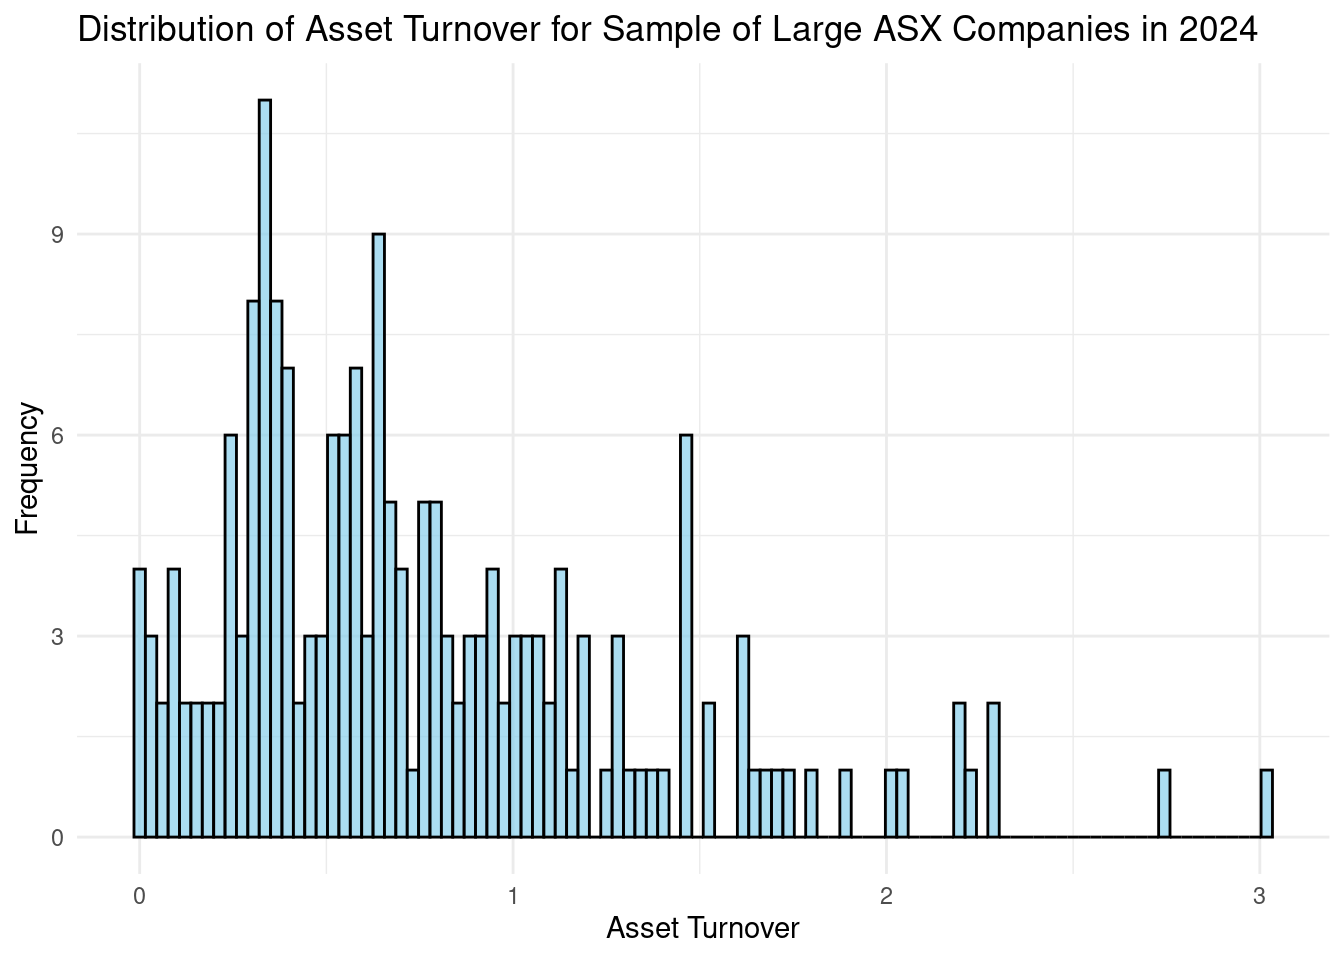 Distribution of Asset Turnover for Sample of Large ASX Companies in 2024
9
6
3
0
Frequency
0 1 2 3
Asset Turnover